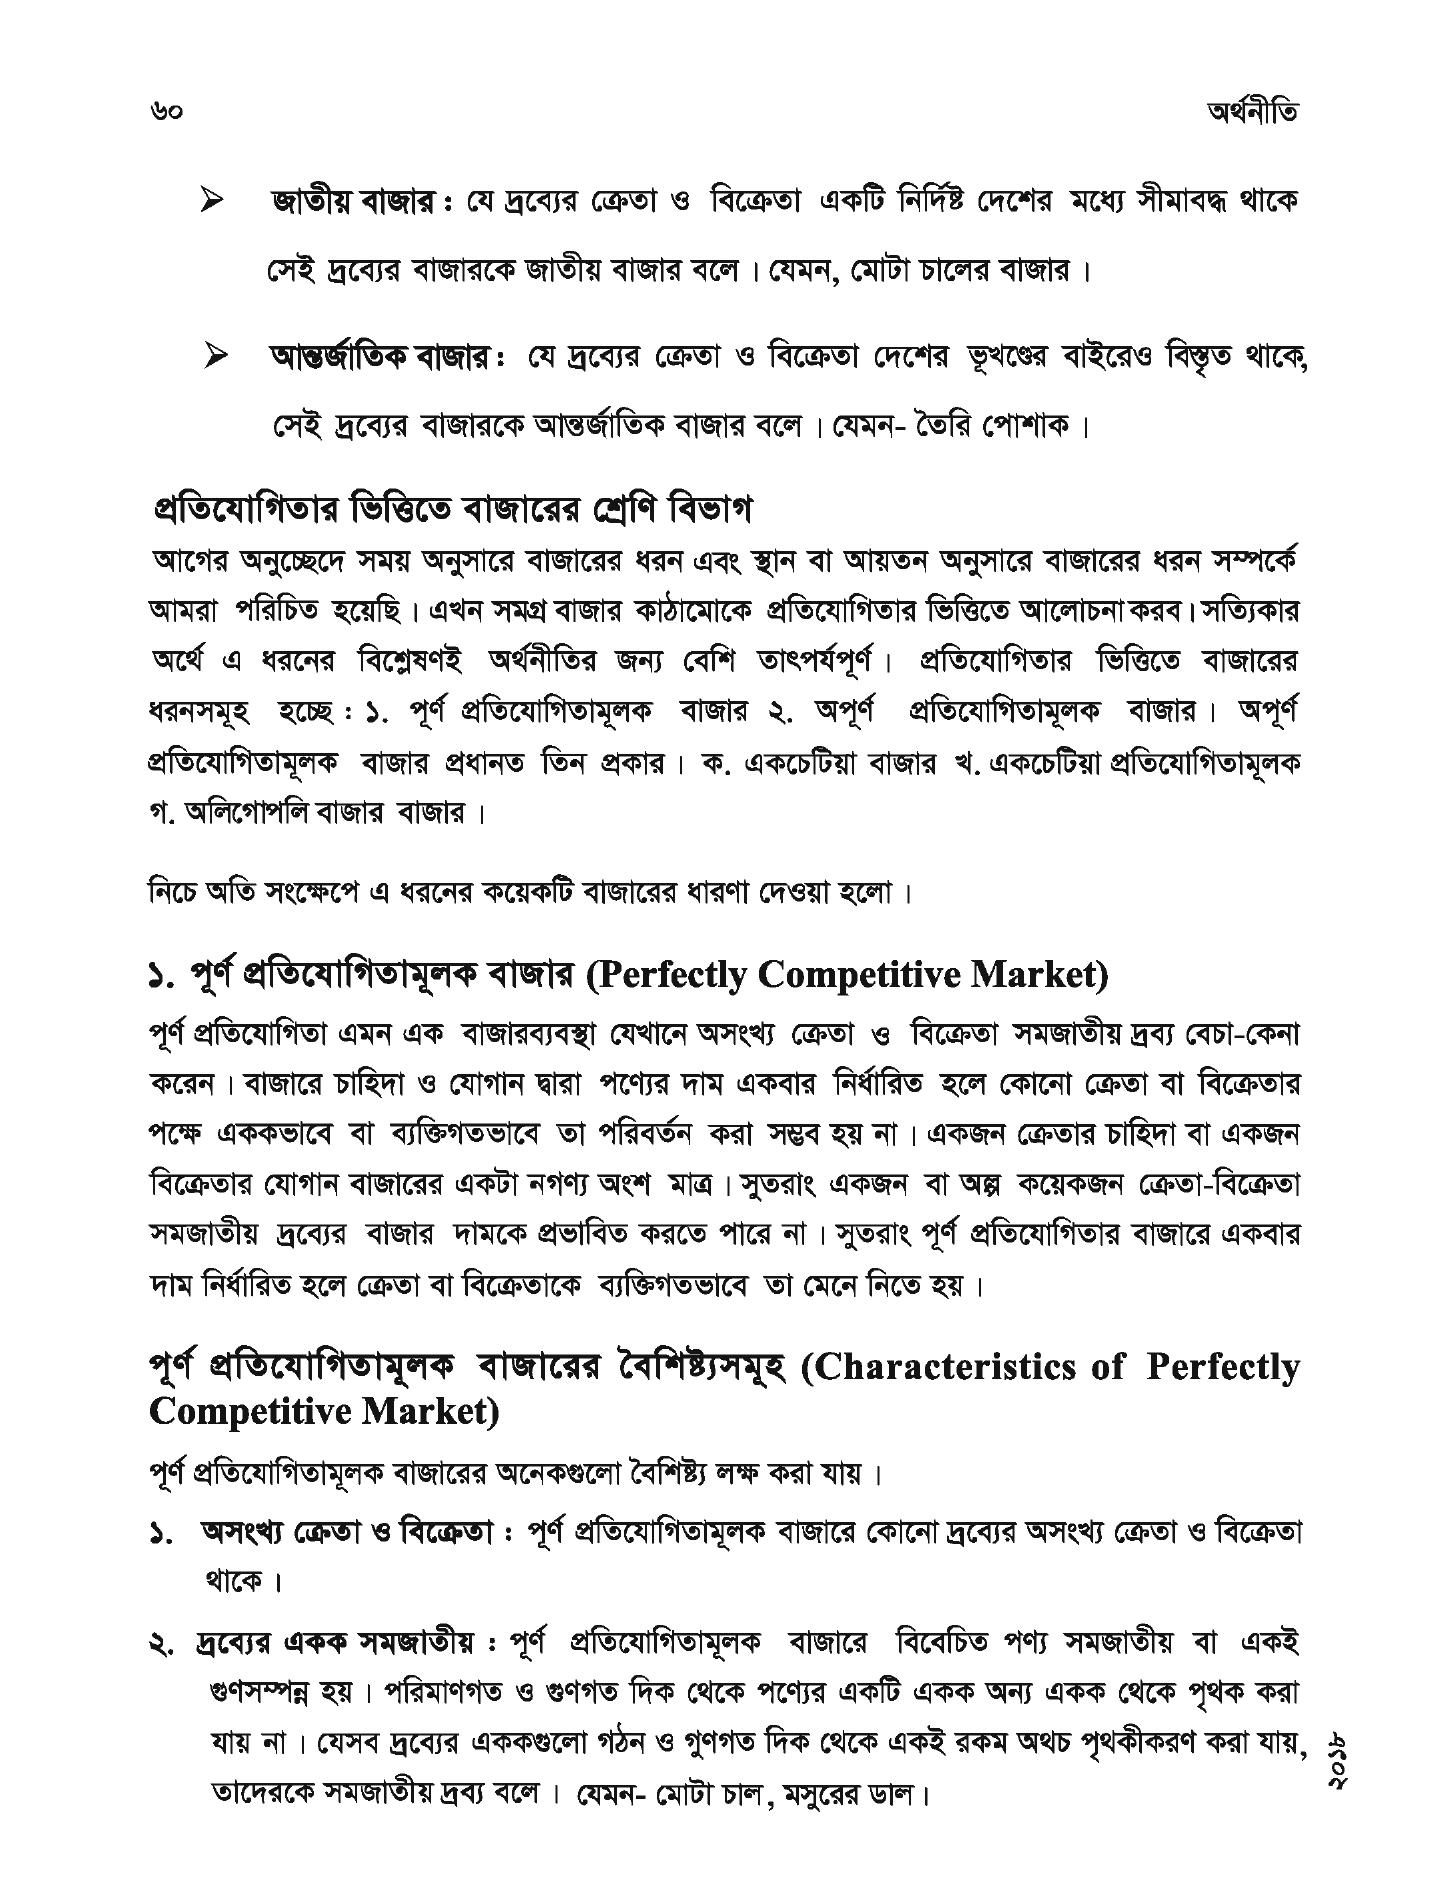 ৬০
অর্থনীতি
➢ জাতীয় বাজার : যে দ্রব্যের ক্রেতা ও বিক্রেতা একটি নির্দিষ্ট দেশের মধ্যে সীমাবদ্ধ থাকে
সেই দ্রব্যের বাজারকে জাতীয় বাজার বলে। যেমন, মোটা চালের বাজার।
➢ আন্তর্জাতিক বাজার : যে দ্রব্যের ক্রেতা ও বিক্রেতা দেশের ভূখণ্ডের বাইরেও বিস্তৃত থাকে,
সেই দ্রব্যের বাজারকে আন্তর্জাতিক বাজার বলে। যেমন- তৈরি পোশাক।
প্রতিযোগিতার ভিত্তিতে বাজারের শ্রেণি বিভাগ
আগের অনুচ্ছেদে সময় অনুসারে বাজারের ধরন এবং স্থান বা আয়তন অনুসারে বাজারের ধরন সম্পর্কে
আমরা পরিচিত হয়েছি। এখন সমগ্র বাজার কাঠামোকে প্রতিযোগিতার ভিত্তিতে আলোচনা করব। সত্যিকার
অর্থে এ ধরনের বিশ্লেষণই অর্থনীতির জন্য বেশি তাৎপর্যপূর্ণ। প্রতিযোগিতার ভিত্তিতে বাজারের
ধরনসমূহ হচ্ছে : ১. পূর্ণ প্রতিযোগিতামূলক বাজার ২. অপূর্ণ প্রতিযোগিতামূলক বাজার। অপূর্ণ
প্রতিযোগিতামূলক বাজার প্রধানত তিন প্রকার। ক. একচেটিয়া বাজার খ. একচেটিয়া প্রতিযোগিতামূলক
গ. অলিগোপলি বাজার বাজার।
নিচে অতি সংক্ষেপে এ ধরনের কয়েকটি বাজারের ধারণা দেওয়া হলো।
১. পূর্ণ প্রতিযোগিতামূলক বাজার (Perfectly Competitive Market)
পূর্ণ প্রতিযোগিতা এমন এক বাজারব্যবস্থা যেখানে অসংখ্য ক্রেতা ও বিক্রেতা সমজাতীয় দ্রব্য বেচা-কেনা
করেন। বাজারে চাহিদা ও যোগান দ্বারা পণ্যের দাম একবার নির্ধারিত হলে কোনো ক্রেতা বা বিক্রেতার
পক্ষে এককভাবে বা ব্যক্তিগতভাবে তা পরিবর্তন করা সম্ভব হয় না। একজন ক্রেতার চাহিদা বা একজন
বিক্রেতার যোগান বাজারের একটা নগণ্য অংশ মাত্র। সুতরাং একজন বা অল্প কয়েকজন ক্রেতা-বিক্রেতা
সমজাতীয় দ্রব্যের বাজার দামকে প্রভাবিত করতে পারে না। সুতরাং পূর্ণ প্রতিযোগিতার বাজারে একবার
দাম নির্ধারিত হলে ক্রেতা বা বিক্রেতাকে ব্যক্তিগতভাবে তা মেনে নিতে হয়।
পূর্ণ প্রতিযোগিতামূলক বাজারের বৈশিষ্ট্যসমূহ (Characteristics of Perfectly
Competitive Market)
পূর্ণ প্রতিযোগিতামূলক বাজারের অনেকগুলো বৈশিষ্ট্য লক্ষ করা যায়।
১. অসংখ্য ক্রেতা ও বিক্রেতা : পূর্ণ প্রতিযোগিতামূলক বাজারে কোনো দ্রব্যের অসংখ্য ক্রেতা ও বিক্রেতা
থাকে।
২. দ্রব্যের একক সমজাতীয় : পূর্ণ প্রতিযোগিতামূলক বাজারে বিবেচিত পণ্য সমজাতীয় বা একই
গুণসম্পন্ন হয়। পরিমাণগত ও গুণগত দিক থেকে পণ্যের একটি একক অন্য একক থেকে পৃথক করা
যায় না। যেসব দ্রব্যের এককগুলো গঠন ও গুণগত দিক থেকে একই রকম অথচ পৃথকীকরণ করা যায়,
তাদেরকে সমজাতীয় দ্রব্য বলে। যেমন- মোটা চাল, মসুরের ডাল।
২০১৮